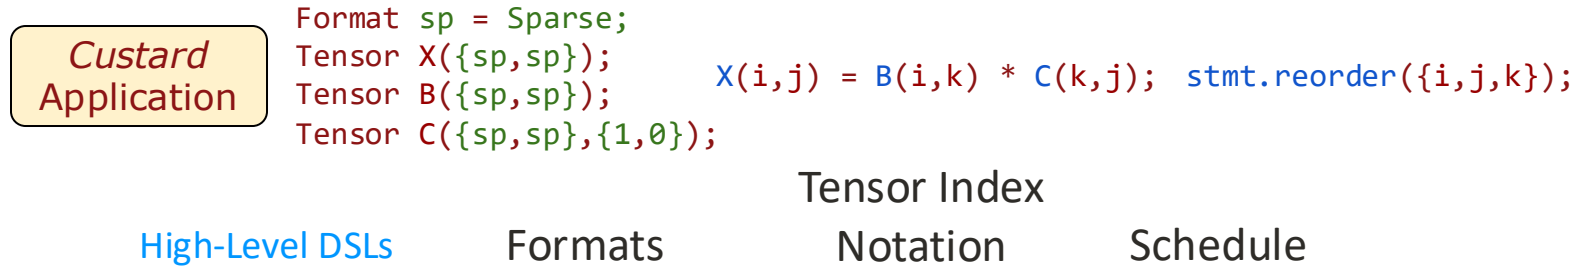 Custard
Application
Format sp = Sparse;
Tensor X({sp,sp});
Tensor B({sp,sp});
Tensor C({sp,sp},{1,0});
X(i,j) = B(i,k) * C(k,j);
stmt.reorder({i,j,k});
High-Level DSLs
Formats
Tensor Index
Notation
Schedule